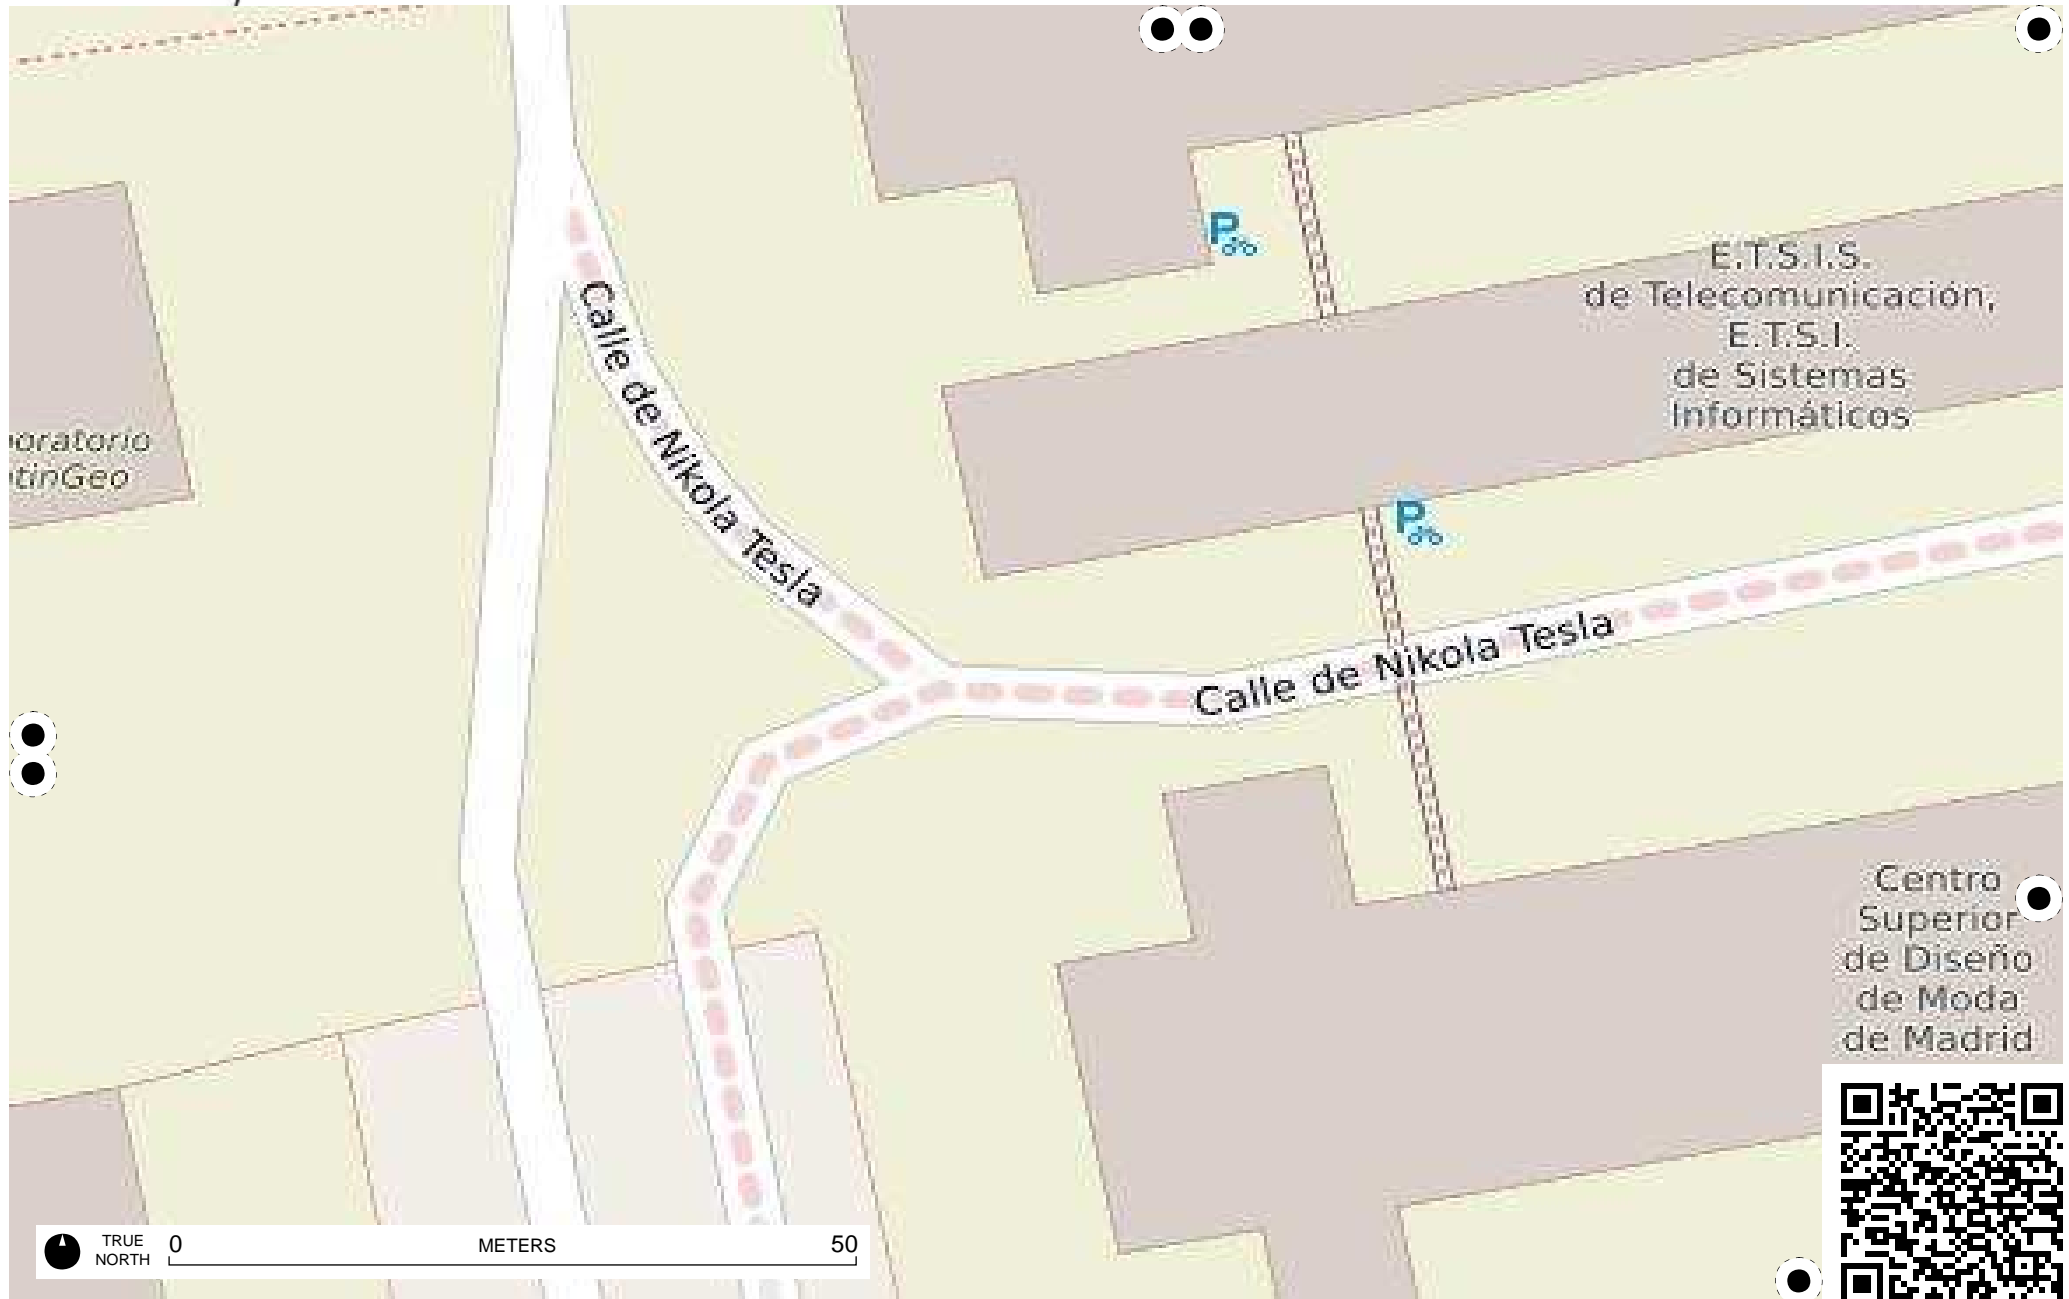 P
E.T.S.I.S.
de Telecomunicación,
E.T.S.I.
de Sistemas
Informáticos
Calle de Nikola Tesla
P
Calle de Nikola Tesla
Centro
Superior
de Diseño
de Moda
de Madrid
TRUE
NORTH
0 METERS 50